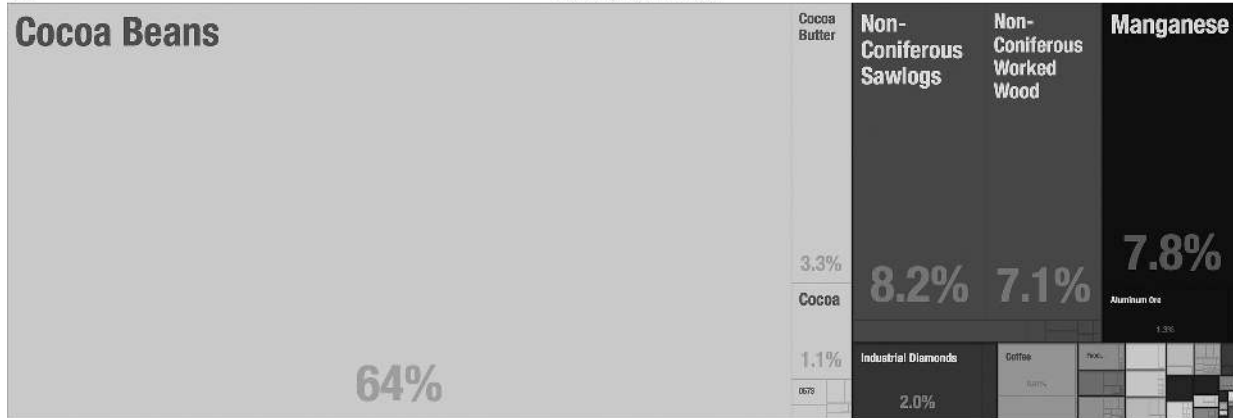 Cocoa Beans
64%
Cocoa
Butter
3.3%
Cocoa
1.1%
0573
Non-
Coniferous
Sawlogs
8.2%
Non-
Coniferous
Worked
Wood
7.1%
Manganese
7.8%
Aluminum Ore
1.3%
Industrial Diamonds
2.0%
Coffee